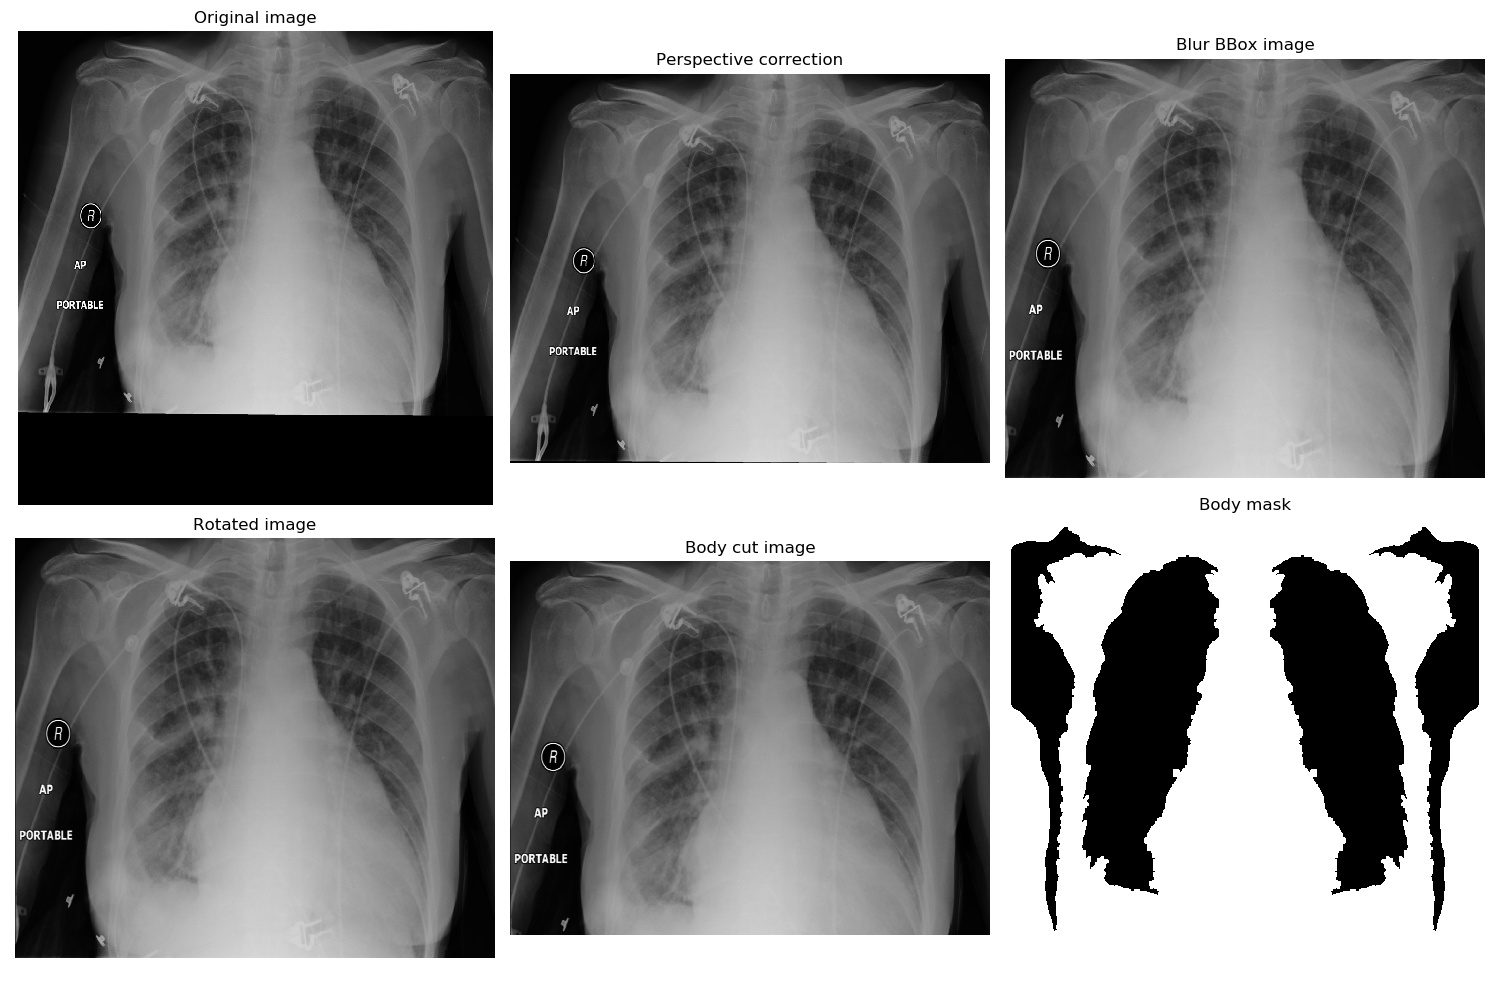 Original image
Perspective correction
Blur BBox image
R
AP
PORTABLE
R
AP
PORTABLE
R
AP
PORTABLE
Rotated image
Body cut image
Body mask
R
AP
PORTABLE
R
AP
PORTABLE